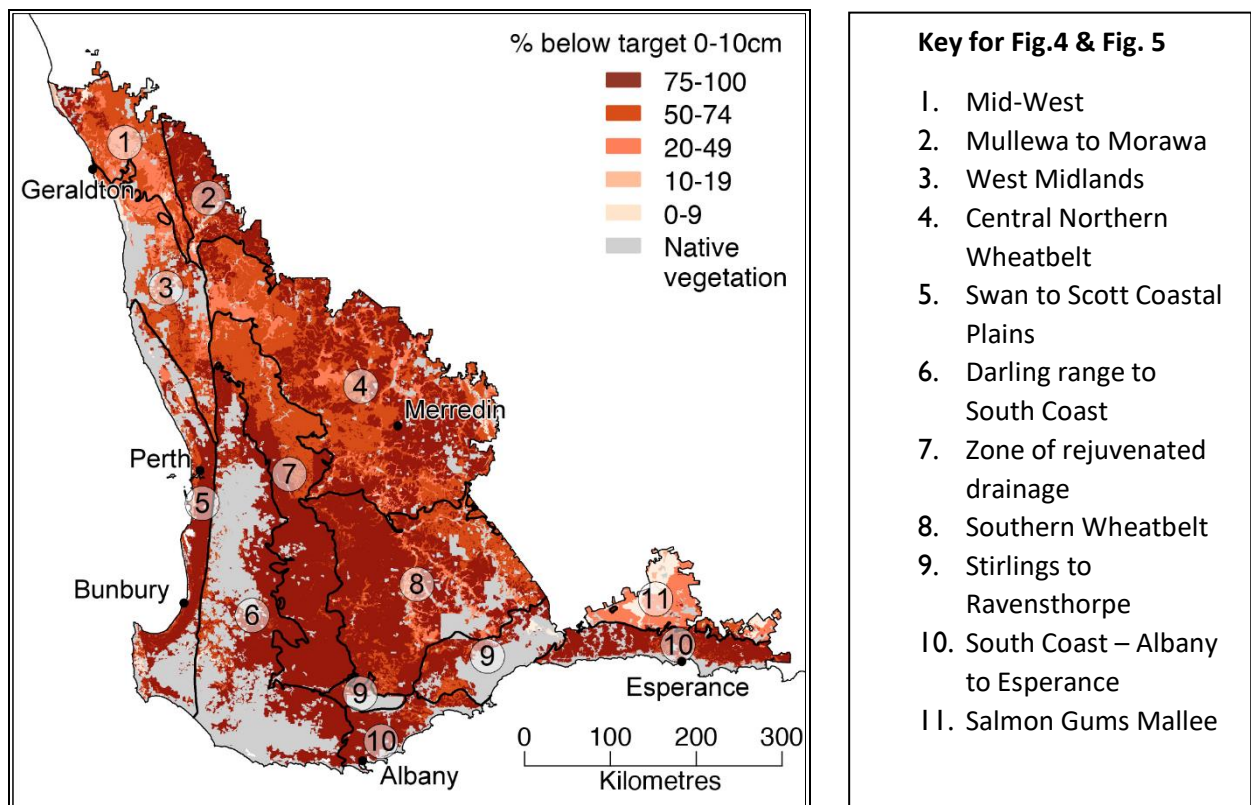 % below target 0-10cm
75-100
50-74
20-49
10-19
0-9
Native
vegetation
1
Geraldton
2
3
4
Merredin
Perth
7
5
Bunbury
6
8
11
9
10
Esperance
9
10
Albany
0 100 200 300
Kilometres
Key for Fig.4 & Fig. 5
1. Mid-West
2. Mullewa to Morawa
3. West Midlands
4. Central Northern
Wheatbelt
5. Swan to Scott Coastal
Plains
6. Darling range to
South Coast
7. Zone of rejuvenated
drainage
8. Southern Wheatbelt
9. Stirlings to
Ravensthorpe
10. South Coast – Albany
to Esperance
11. Salmon Gums Mallee